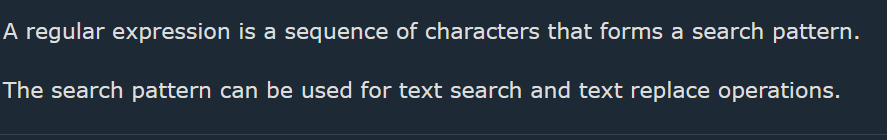 A regular expression is a sequence of characters that forms a search pattern.
The search pattern can be used for text search and text replace operations.